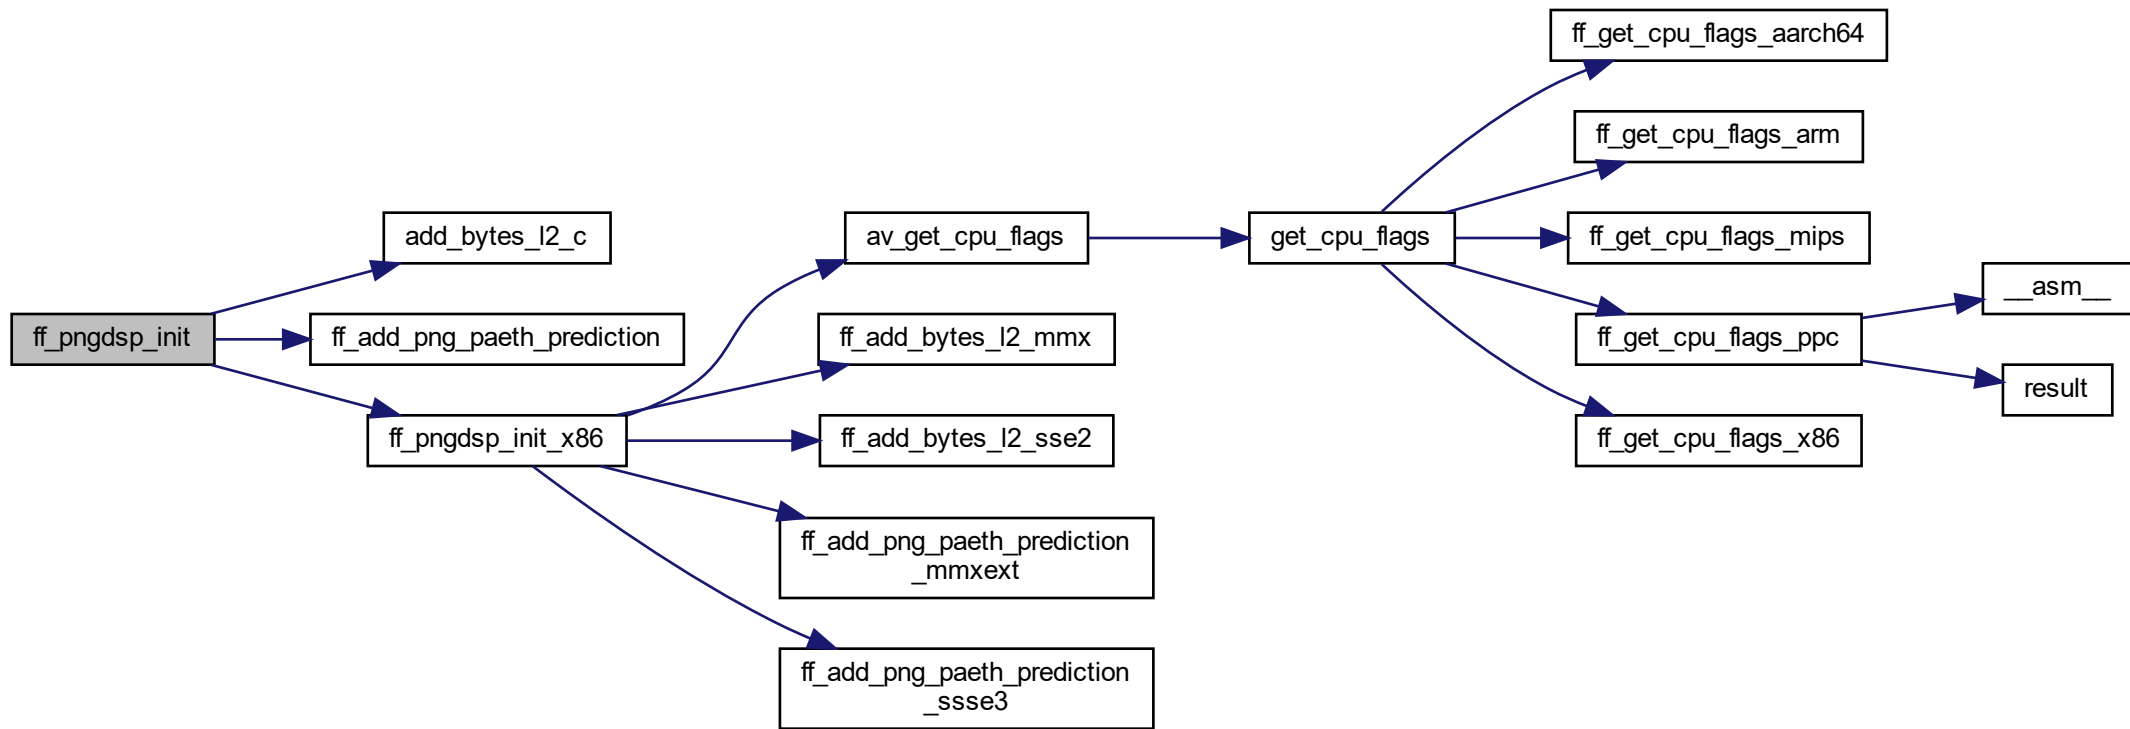 ff_pngdsp_init
add_bytes_l2_c
ff_add_png_paeth_prediction
ff_pngdsp_init_x86
av_get_cpu_flags
ff_add_bytes_l2_mmx
ff_add_bytes_l2_sse2
ff_add_png_paeth_prediction
_mmxext
ff_add_png_paeth_prediction
_ssse3
get_cpu_flags
ff_get_cpu_flags_aarch64
ff_get_cpu_flags_arm
ff_get_cpu_flags_mips
ff_get_cpu_flags_ppc
ff_get_cpu_flags_x86
__asm__
result